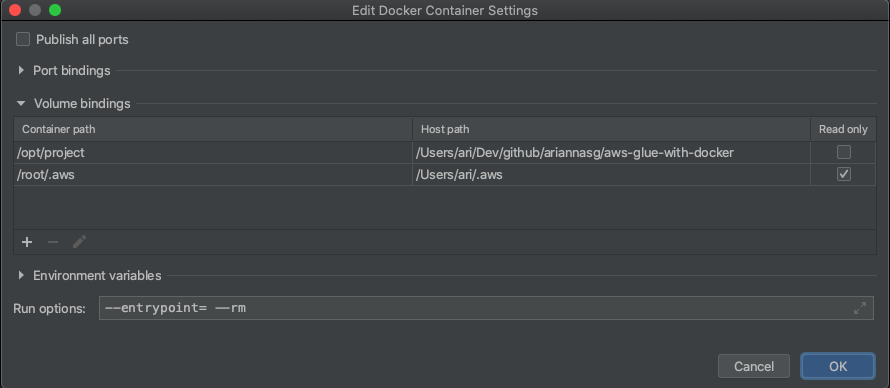 Edit Docker Container Settings
Publish all ports
Port bindings
Volume bindings
Container path Host path Read only
/opt/project /Users/ari/Dev/github/ariannasg/aws-glue-with-docker
/root/.aws /Users/ari/.aws
Environment variables
Run options: --entrypoint= --rm
Cancel OK